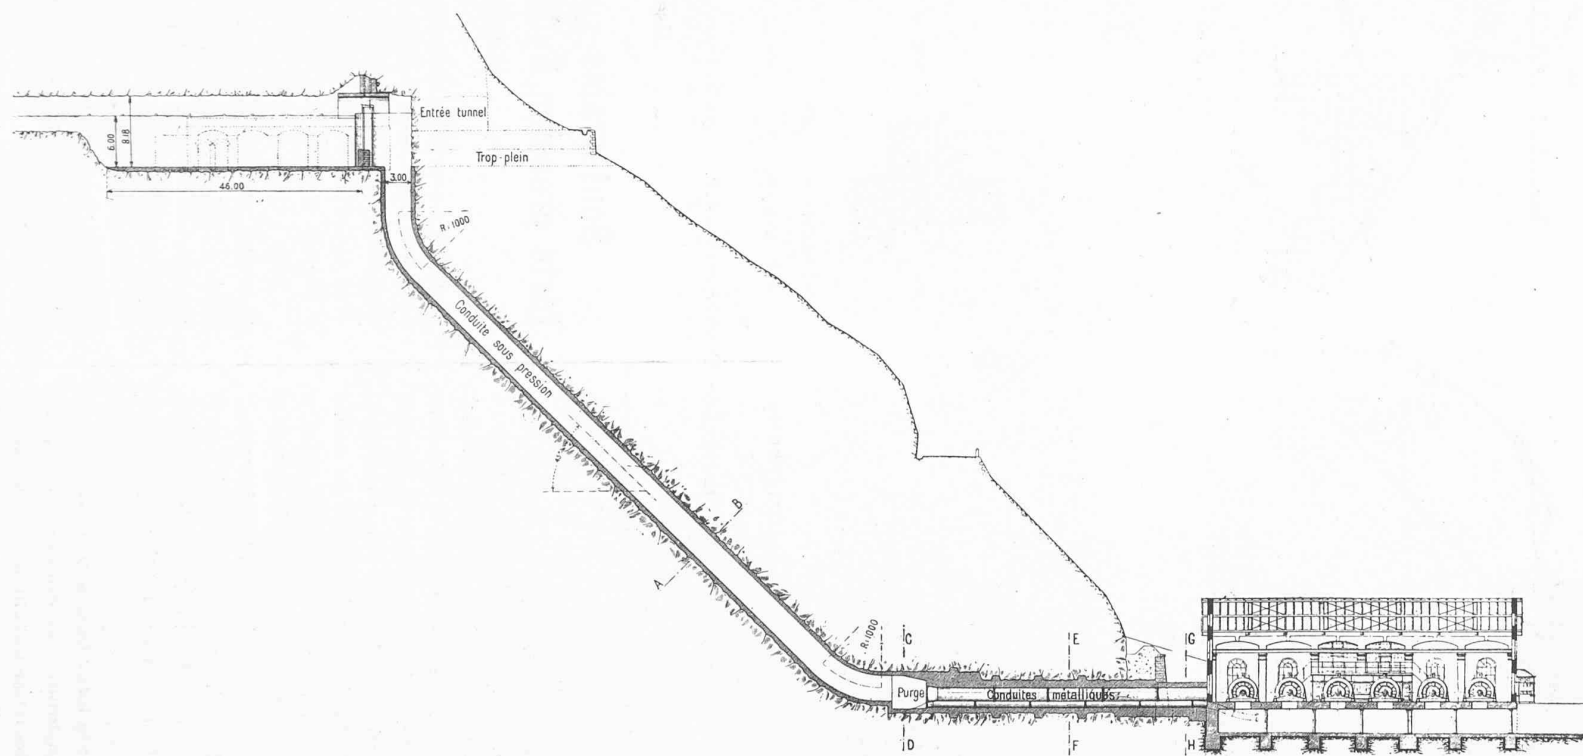 Entrée tunnel
6.00
8.18
Trop-plein
46.00
3.00
R.1000
Conduite sous pression
B
A
R.1000
C
E
G
Purge
Conduites métalliques
D
F
H